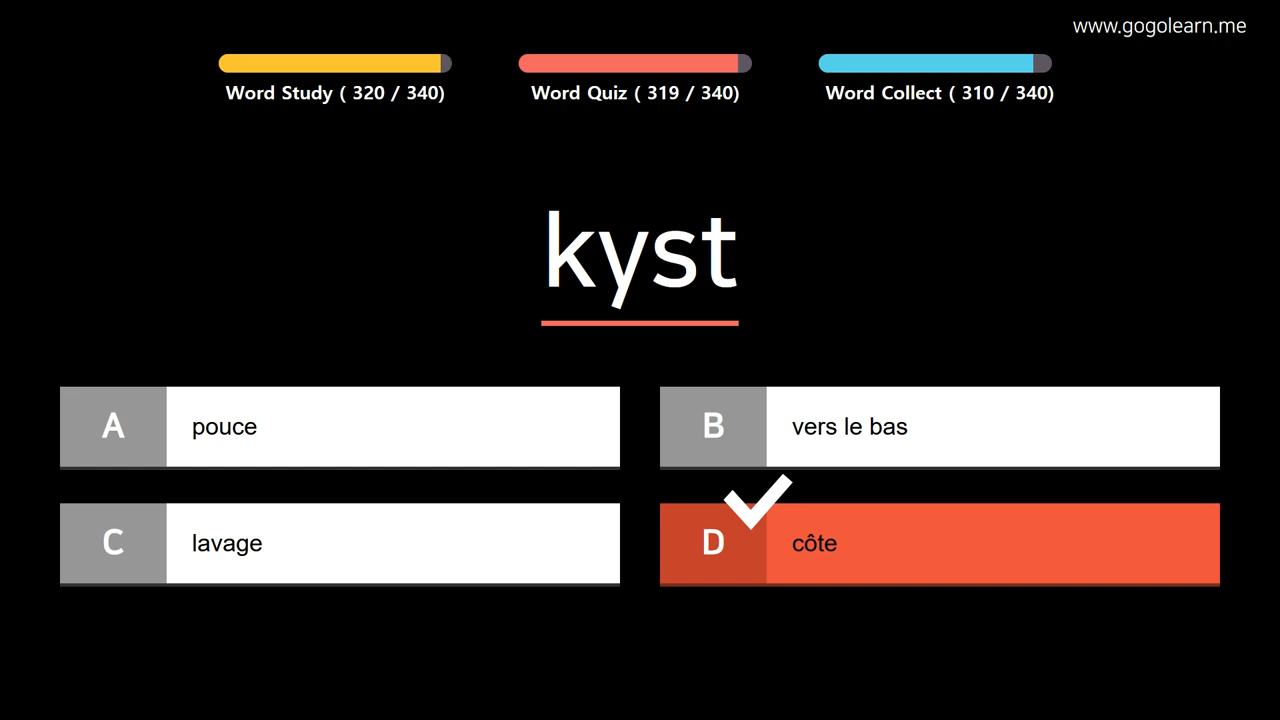 www.gogolearn.me
Word Study ( 320 / 340)
Word Quiz ( 319 / 340)
Word Collect ( 310 / 340)
kyst
A pouce
B vers le bas
C lavage
D côte